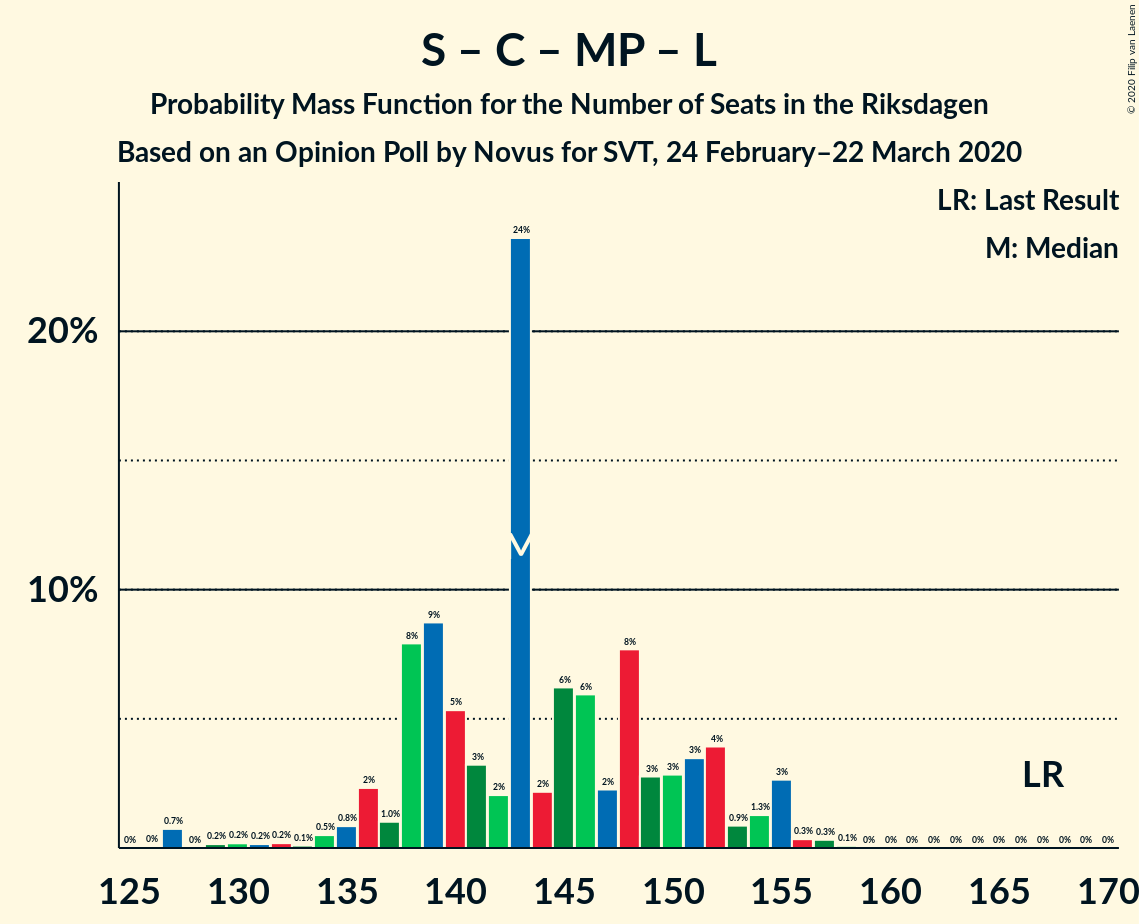 S – C – MP – L
Probability Mass Function for the Number of Seats in the Riksdagen
Based on an Opinion Poll by Novus for SVT, 24 February–22 March 2020
© 2020 Filip van Laenen
LR: Last Result
M: Median
20%
10%
0% 0% 0.7% 0% 0.2% 0.2% 0.2% 0.2% 0.1% 0.5% 0.8% 2% 1.0% 8% 9% 5% 3% 2% 24% 2% 6% 6% 2% 8% 3% 3% 3% 4% 0.9% 1.3% 3% 0.3% 0.3% 0.1% 0% 0% 0% 0% 0% 0% 0% 0% 0% 0% 0% 0%
M
LR
125 130 135 140 145 150 155 160 165 170